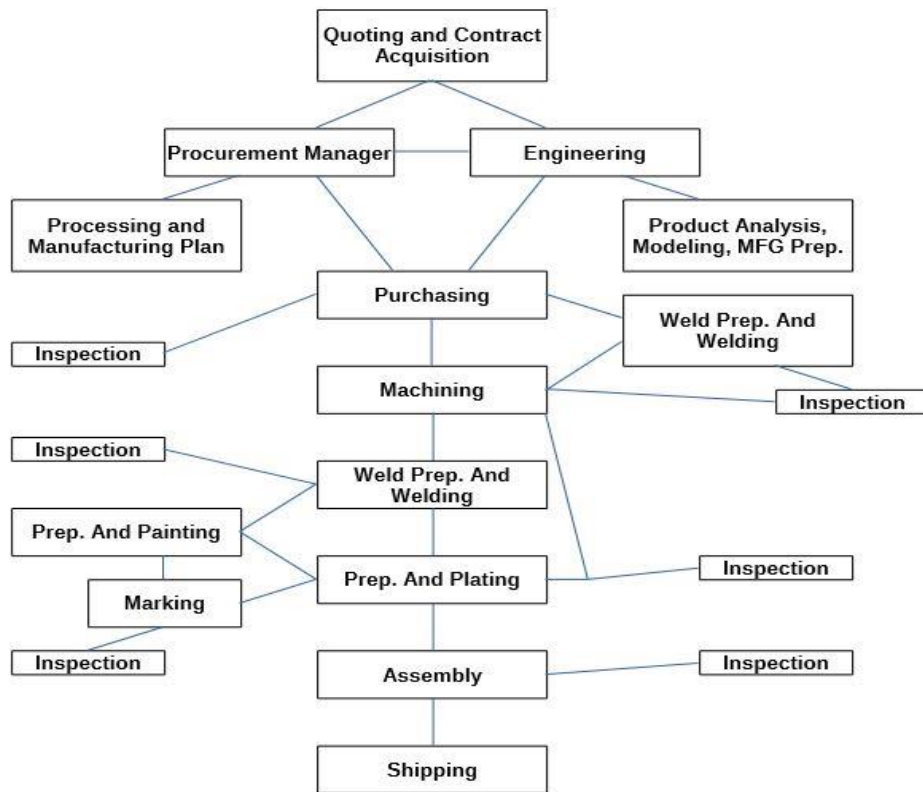 Quoting and Contract
Acquisition
Procurement Manager
Engineering
Processing and
Manufacturing Plan
Product Analysis,
Modeling, MFG Prep.
Purchasing
Weld Prep. And
Welding
Inspection
Machining
Inspection
Inspection
Weld Prep. And
Welding
Prep. And Painting
Prep. And Plating
Inspection
Marking
Inspection
Assembly
Inspection
Shipping